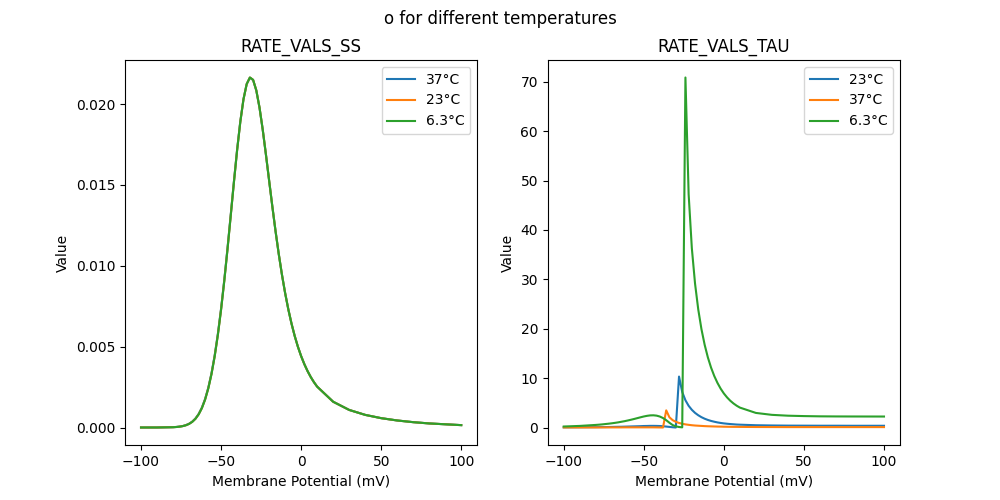 o for different temperatures
RATE_VALS_SS
37°C
23°C
6.3°C
0.020
0.015
0.010
0.005
0.000
Value
−100
−50
0
50
100
Membrane Potential (mV)
RATE_VALS_TAU
23°C
37°C
6.3°C
70
60
50
40
30
20
10
0
Value
−100
−50
0
50
100
Membrane Potential (mV)